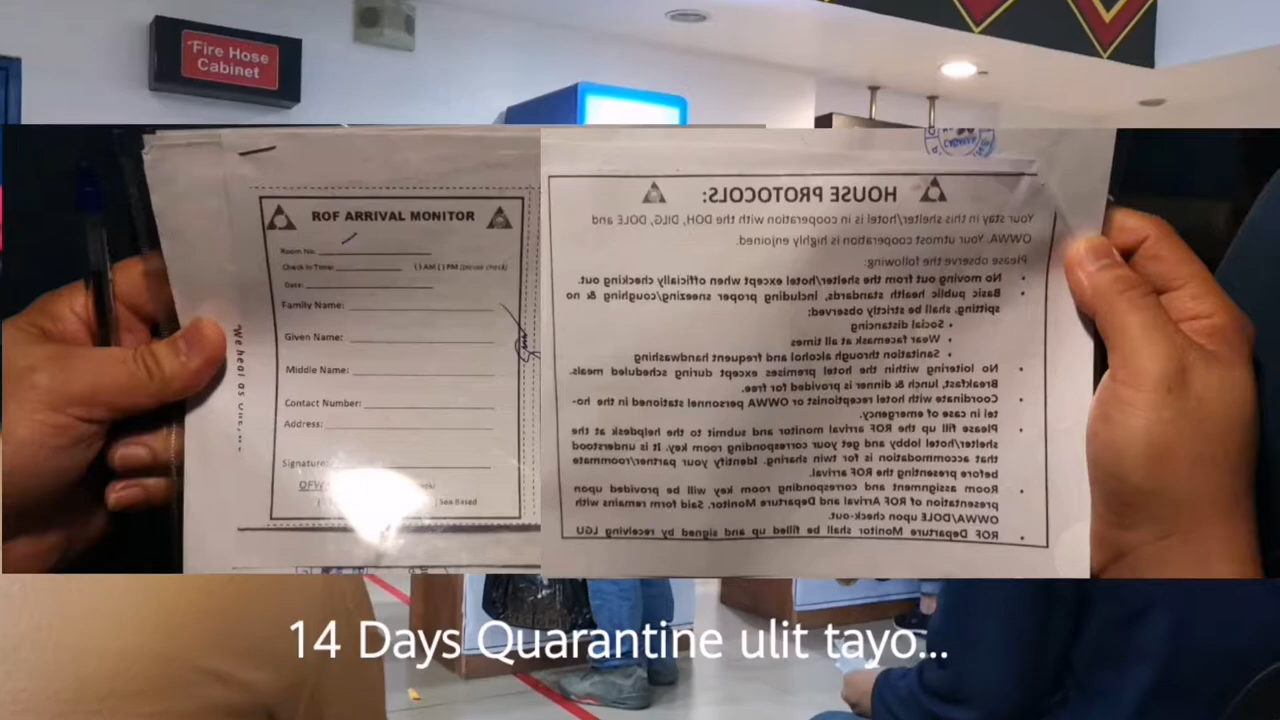 Fire Hose
Cabinet
ROF ARRIVAL MONITOR
Room No.
Check in Time: ( ) AM ( ) PM (please check)
Date:
Family Name:
Given Name:
Middle Name:
Contact Number:
Address:
Signature:
OFW
Sea Based
We heal as One
HOUSE PROTOCOLS:
Your stay in this shelter/hotel is in cooperation with the DOH, DILG, DOLE and
OWWA. Your utmost cooperation is highly enjoined.
Please observe the following:
• No moving out from the shelter/hotel except when officially checking out.
• Basic public health standards, including proper sneezing/coughing & no
spitting, shall be strictly observed:
• Social distancing
• Wear facemask at all times
• Sanitation through alcohol and frequent handwashing
• No loitering within the hotel premises except during scheduled meals.
Breakfast, lunch & dinner is provided for free.
• Coordinate with hotel receptionist or OWWA personnel stationed in the ho-
tel in case of emergency.
• Please fill up the ROF arrival monitor and submit to the helpdesk at the
shelter/hotel lobby and get your corresponding room key. It is understood
that accommodation is for twin sharing. Identify your partner/roommate
before presenting the ROF Arrival.
• Room assignment and corresponding room key will be provided upon
presentation of ROF Arrival and Departure Monitor. Said form remains with
OWWA/DOLE upon check-out.
• ROF Departure Monitor shall be filled up and signed by receiving LGU
14 Days Quarantine ulit tayo...